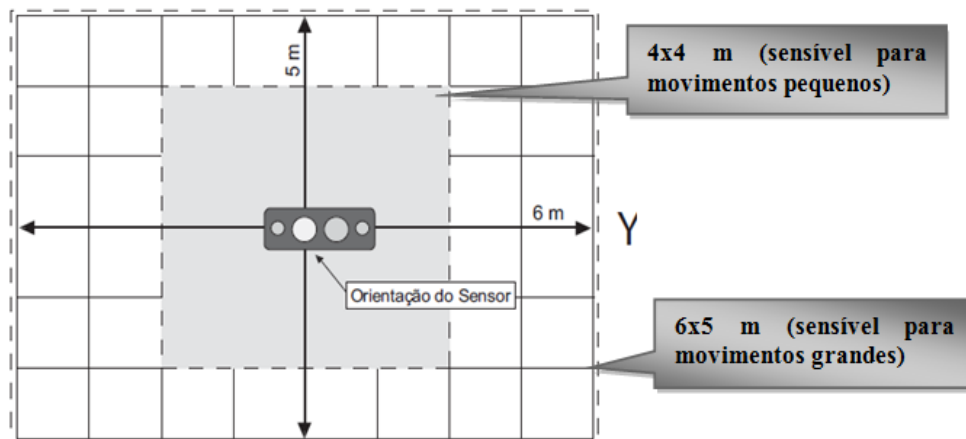 5 m
4x4 m (sensível para
movimentos pequenos)
6 m
Y
Orientação do Sensor
6x5 m (sensível para
movimentos grandes)